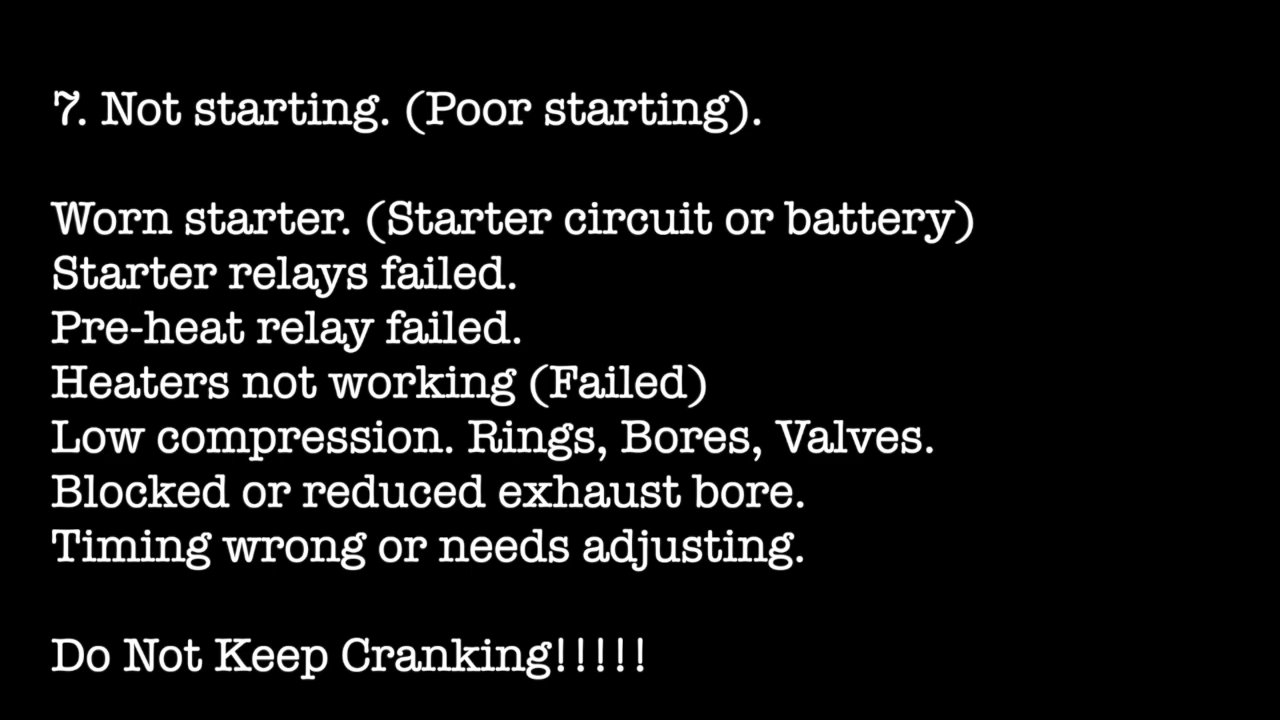 7. Not starting. (Poor starting).
Worn starter. (Starter circuit or battery)
Starter relays failed.
Pre-heat relay failed.
Heaters not working (Failed)
Low compression. Rings, Bores, Valves.
Blocked or reduced exhaust bore.
Timing wrong or needs adjusting.
Do Not Keep Cranking!!!!!